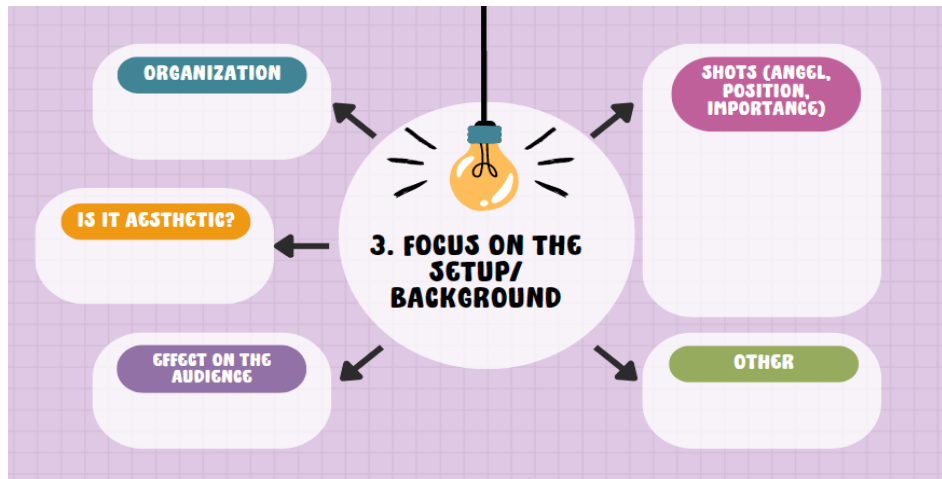 ORGANIZATION
SHOTS (ANGEL,
POSITION,
IMPORTANCE)
IS IT AESTHETIC?
3. FOCUS ON THE
SETUP/
BACKGROUND
EFFECT ON THE
AUDIENCE
OTHER